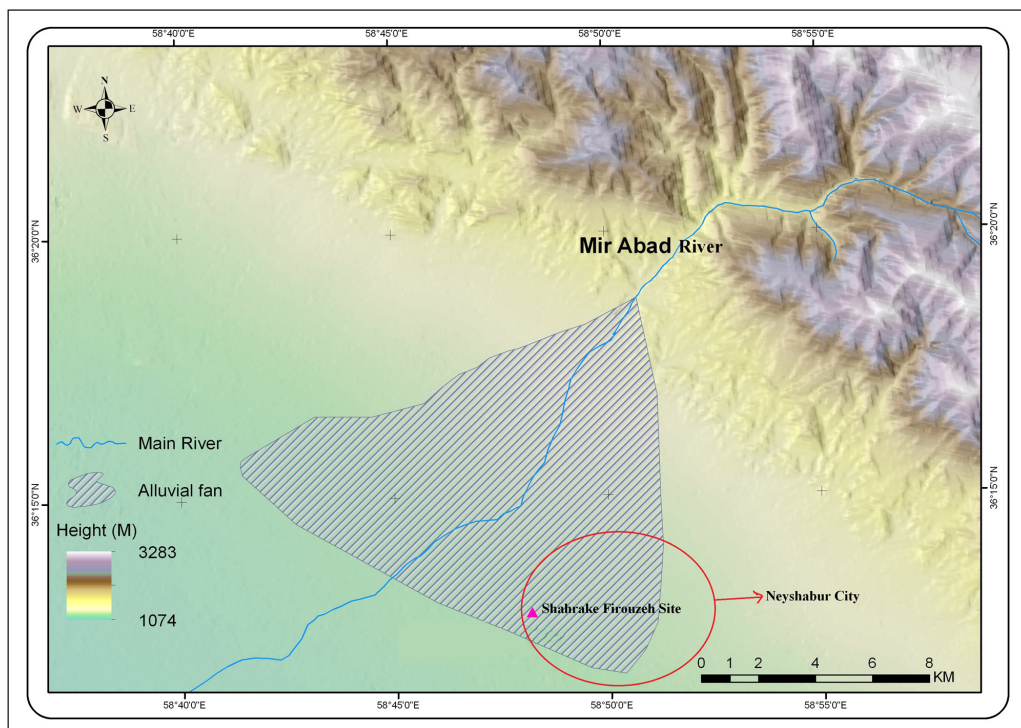 58°40'0"E 58°45'0"E 58°50'0"E 58°55'0"E
N
W E
S
36°20'0"N 36°20'0"N
Mir Abad River
Main River
Alluvial fan
36°15'0"N 36°15'0"N
Height (M)
3283
1074
Shahrake Firouzeh Site
Neyshabur City
0 1 2 4 6 8
KM
58°40'0"E 58°45'0"E 58°50'0"E 58°55'0"E